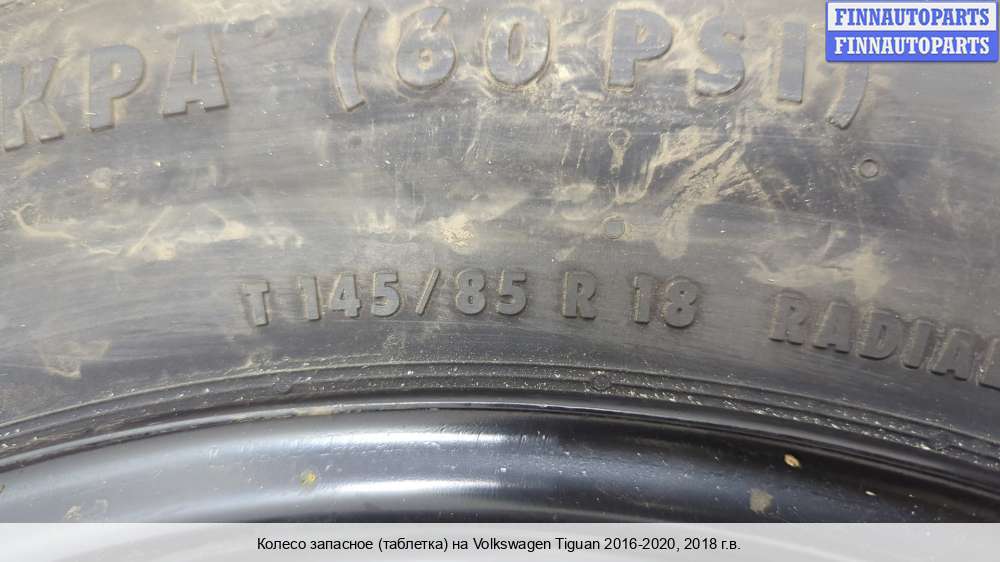 FINNAUTOPARTS
FINNAUTOPARTS
KPA (60 PSI)
T 145/85 R 18 RADIAL
Колесо запасное (таблетка) на Volkswagen Tiguan 2016-2020, 2018 г.в.